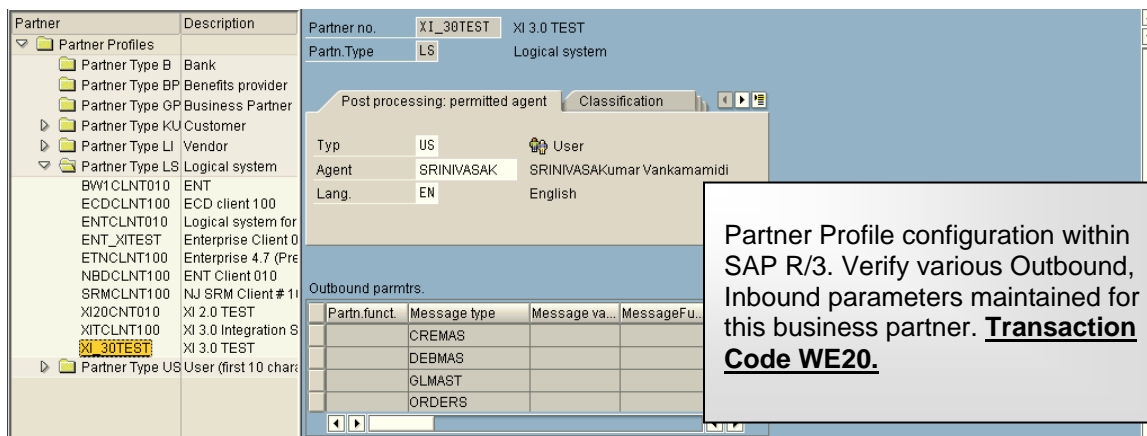 Partner Description
Partner Profiles
Partner Type B Bank
Partner Type BP Benefits provider
Partner Type GP Business Partner
Partner Type KU Customer
Partner Type LI Vendor
Partner Type LS Logical system
BW1CLNT010 ENT
ECDCLNT100 ECD client 100
ENTCLNT010 Logical system for
ENT_XITEST Enterprise Client 0
ETNCLNT100 Enterprise 4.7 (Pre
NBDCLNT100 ENT Client 010
SRMCLNT100 NJ SRM Client # 1
XI20CNT010 XI 2.0 TEST
XITCLNT100 XI 3.0 Integration S
XI_30TEST XI 3.0 TEST
Partner Type US User (first 10 chara
Partner no. XI_30TEST XI 3.0 TEST
Partn.Type LS Logical system
Post processing: permitted agent Classification
Typ US User
Agent SRINIVASAK SRINIVASAKumar Vankamamidi
Lang. EN English
Outbound parmtrs.
Partn.funct. Message type Message va... MessageFu...
CREMAS
DEBMAS
GLMAST
ORDERS
Partner Profile configuration within
SAP R/3. Verify various Outbound,
Inbound parameters maintained for
this business partner. Transaction
Code WE20.